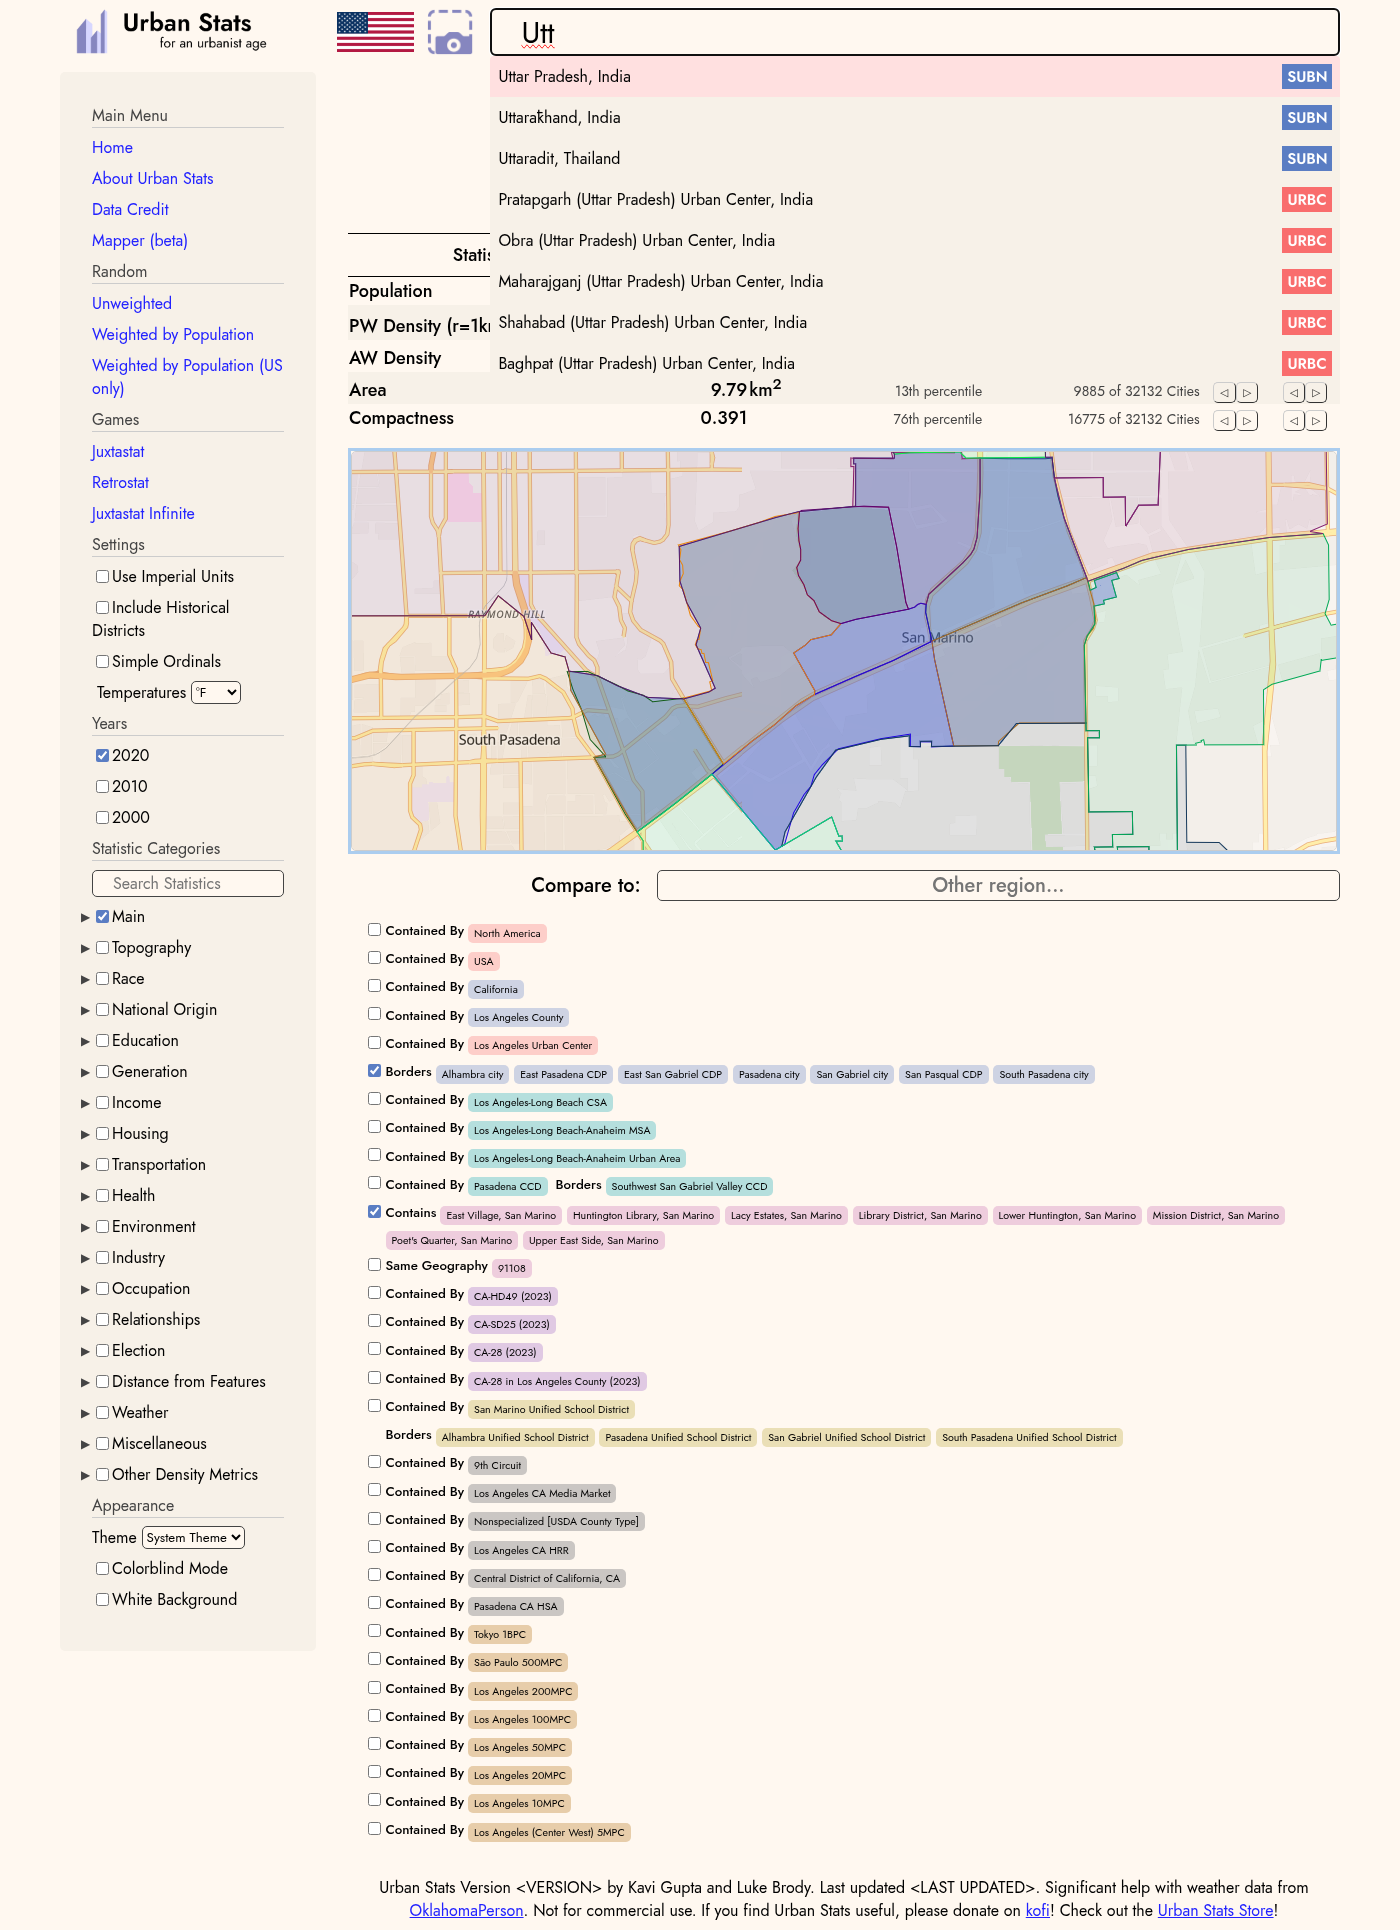 Urban Stats
for an urbanist age
Utt
Uttar Pradesh, India SUBN
Uttarākhand, India SUBN
Uttaradit, Thailand SUBN
Pratapgarh (Uttar Pradesh) Urban Center, India URBC
Obra (Uttar Pradesh) Urban Center, India URBC
Maharajganj (Uttar Pradesh) Urban Center, India URBC
Shahabad (Uttar Pradesh) Urban Center, India URBC
Baghpat (Uttar Pradesh) Urban Center, India URBC
Main Menu
Home
About Urban Stats
Data Credit
Mapper (beta)
Random
Unweighted
Weighted by Population
Weighted by Population (US
only)
Games
Juxtastat
Retrostat
Juxtastat Infinite
Settings
Use Imperial Units
Include Historical
Districts
Simple Ordinals
Temperatures °F
Years
2020
2010
2000
Statistic Categories
Search Statistics
Main
Topography
Race
National Origin
Education
Generation
Income
Housing
Transportation
Health
Environment
Industry
Occupation
Relationships
Election
Distance from Features
Weather
Miscellaneous
Other Density Metrics
Appearance
Theme System Theme
Colorblind Mode
White Background
Population
PW Density (r=1k
AW Density
Area 9.79 km² 13th percentile 9885 of 32132 Cities
Compactness 0.391 76th percentile 16775 of 32132 Cities
RAYMOND HILL
San Marino
South Pasadena
Compare to: Other region...
Contained By North America
Contained By USA
Contained By California
Contained By Los Angeles County
Contained By Los Angeles Urban Center
Borders Alhambra city East Pasadena CDP East San Gabriel CDP Pasadena city San Gabriel city San Pasqual CDP South Pasadena city
Contained By Los Angeles-Long Beach CSA
Contained By Los Angeles-Long Beach-Anaheim MSA
Contained By Los Angeles-Long Beach-Anaheim Urban Area
Contained By Pasadena CCD Borders Southwest San Gabriel Valley CCD
Contains East Village, San Marino Huntington Library, San Marino Lacy Estates, San Marino Library District, San Marino Lower Huntington, San Marino Mission District, San Marino
Poet's Quarter, San Marino Upper East Side, San Marino
Same Geography 91108
Contained By CA-HD49 (2023)
Contained By CA-SD25 (2023)
Contained By CA-28 (2023)
Contained By CA-28 in Los Angeles County (2023)
Contained By San Marino Unified School District
Borders Alhambra Unified School District Pasadena Unified School District San Gabriel Unified School District South Pasadena Unified School District
Contained By 9th Circuit
Contained By Los Angeles CA Media Market
Contained By Nonspecialized [USDA County Type]
Contained By Los Angeles CA HRR
Contained By Central District of California, CA
Contained By Pasadena CA HSA
Contained By Tokyo 1BPC
Contained By São Paulo 500MPC
Contained By Los Angeles 200MPC
Contained By Los Angeles 100MPC
Contained By Los Angeles 50MPC
Contained By Los Angeles 20MPC
Contained By Los Angeles 10MPC
Contained By Los Angeles (Center West) 5MPC
Urban Stats Version <VERSION> by Kavi Gupta and Luke Brody. Last updated <LAST UPDATED>. Significant help with weather data from
OklahomaPerson. Not for commercial use. If you find Urban Stats useful, please donate on kofi! Check out the Urban Stats Store!